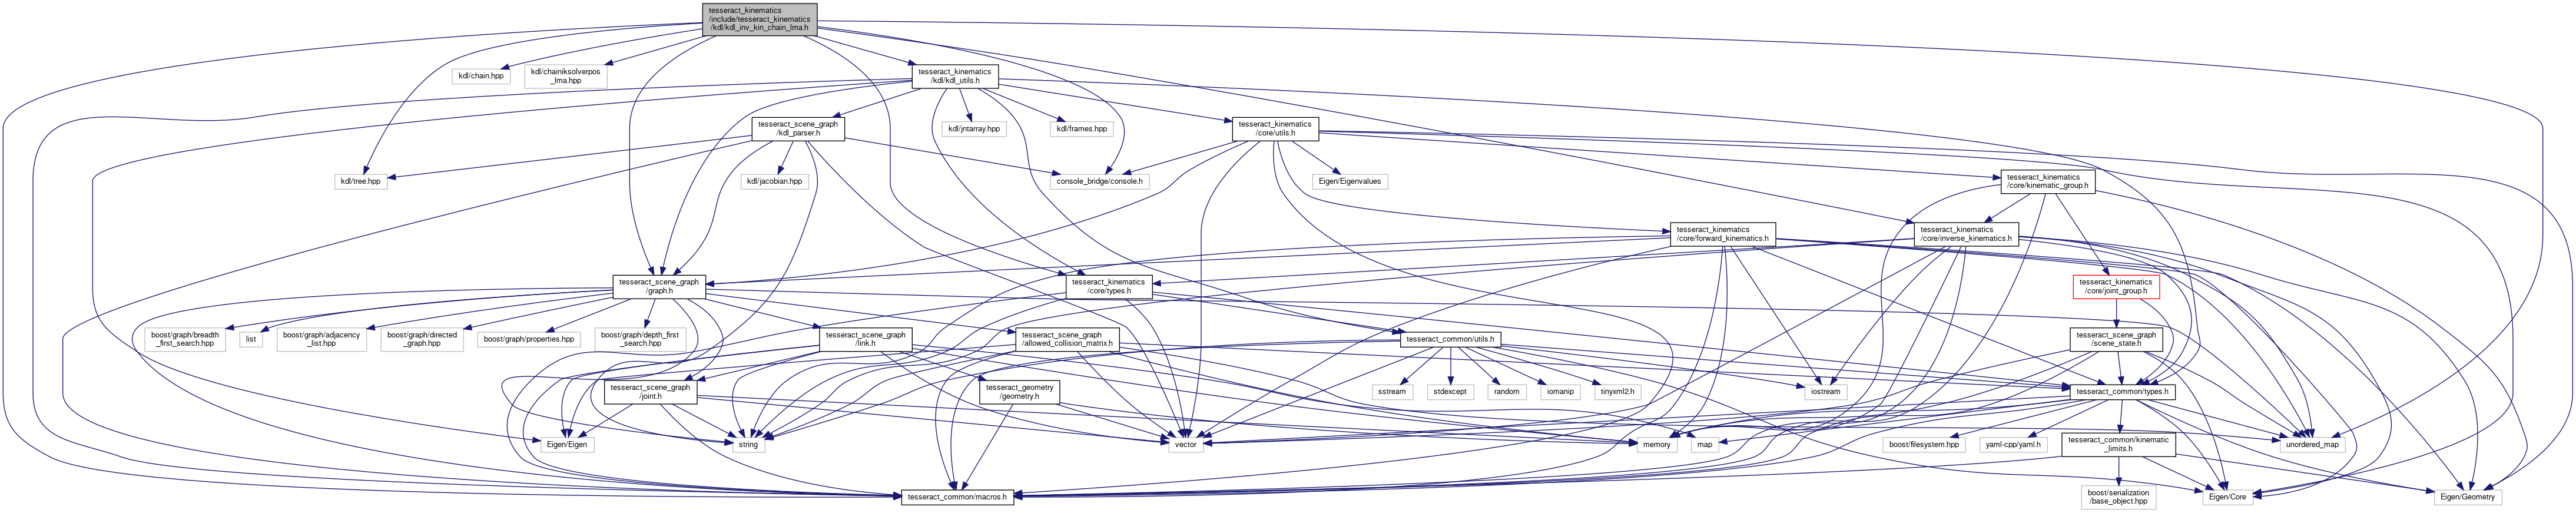 tesseract_kinematics
/include/tesseract_kinematics
/kdl/kdl_inv_kin_chain_lma.h
kdl/chain.hpp
kdl/chainiksolverpos
_lma.hpp
tesseract_kinematics
/kdl/kdl_utils.h
tesseract_scene_graph
/kdl_parser.h
kdl/jntarray.hpp
kdl/frames.hpp
tesseract_kinematics
/core/utils.h
kdl/tree.hpp
kdl/jacobian.hpp
console_bridge/console.h
Eigen/Eigenvalues
tesseract_kinematics
/core/kinematic_group.h
tesseract_kinematics
/core/forward_kinematics.h
tesseract_kinematics
/core/inverse_kinematics.h
tesseract_scene_graph
/graph.h
tesseract_kinematics
/core/types.h
tesseract_kinematics
/core/joint_group.h
boost/graph/breadth
_first_search.hpp
list
boost/graph/adjacency
_list.hpp
boost/graph/directed
_graph.hpp
boost/graph/properties.hpp
boost/graph/depth_first
_search.hpp
tesseract_scene_graph
/link.h
tesseract_scene_graph
/allowed_collision_matrix.h
tesseract_common/utils.h
tesseract_scene_graph
/scene_state.h
tesseract_scene_graph
/joint.h
tesseract_geometry
/geometry.h
sstream
stdexcept
random
iomanip
tinyxml2.h
iostream
tesseract_common/types.h
Eigen/Eigen
string
vector
memory
map
boost/filesystem.hpp
yaml-cpp/yaml.h
tesseract_common/kinematic
_limits.h
unordered_map
tesseract_common/macros.h
boost/serialization
/base_object.hpp
Eigen/Core
Eigen/Geometry